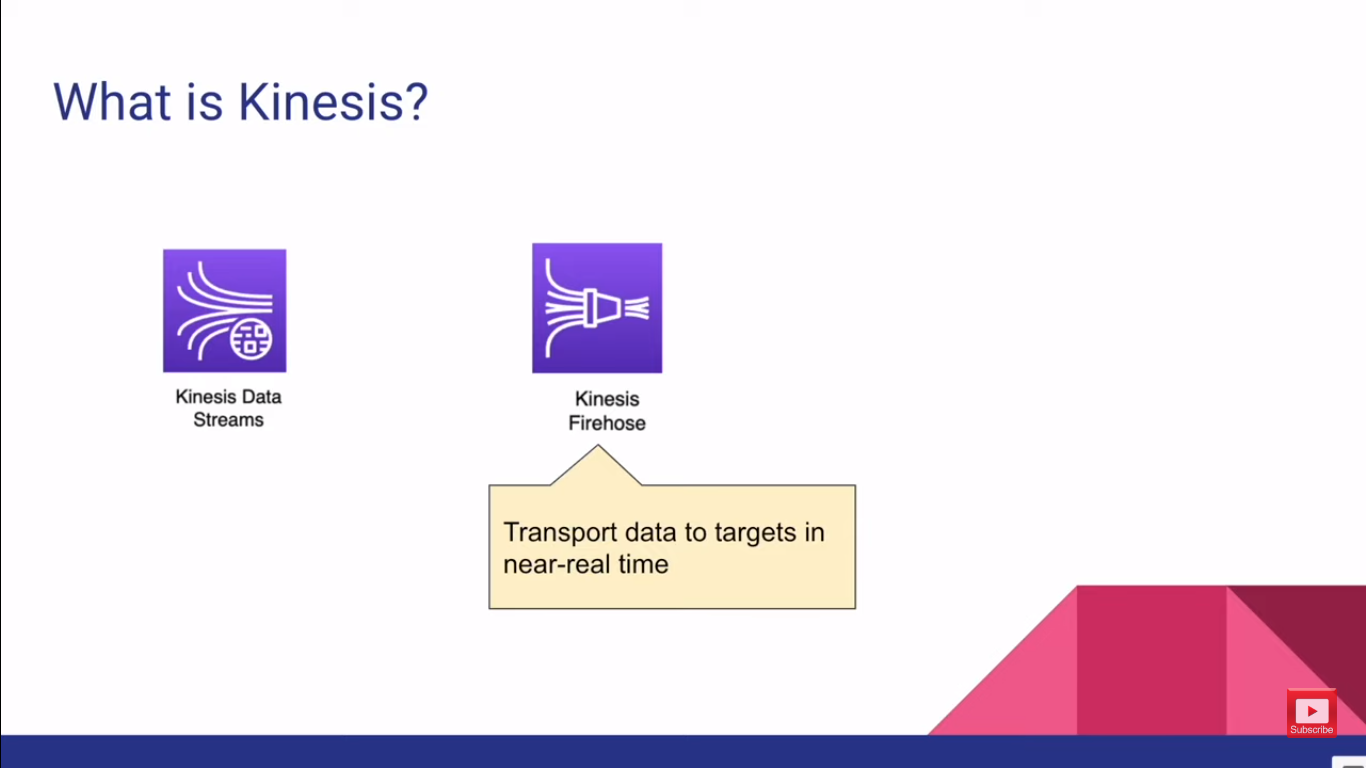 What is Kinesis?
Kinesis Data
Streams
Kinesis
Firehose
Transport data to targets in
near-real time
Subscribe